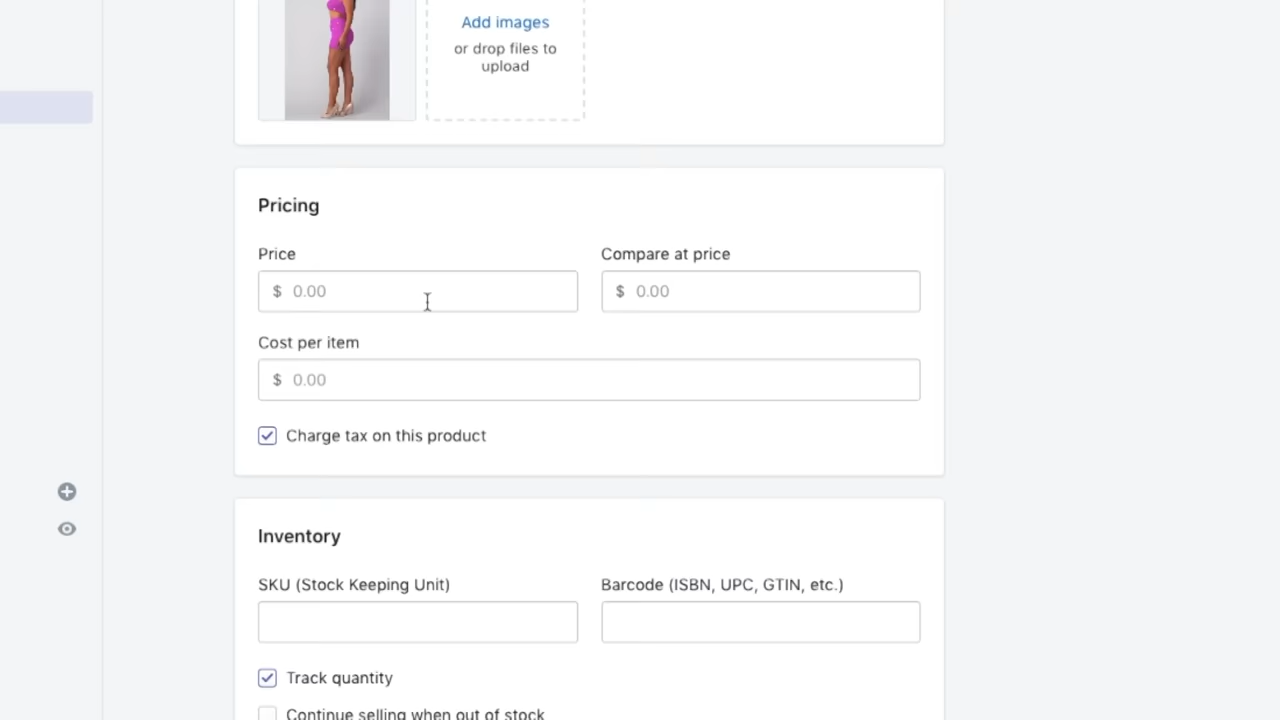 Add images
or drop files to
upload
Pricing
Price
Compare at price
$ 0.00
$ 0.00
Cost per item
$ 0.00
Charge tax on this product
Inventory
SKU (Stock Keeping Unit)
Barcode (ISBN, UPC, GTIN, etc.)
Track quantity
Continue selling when out of stock